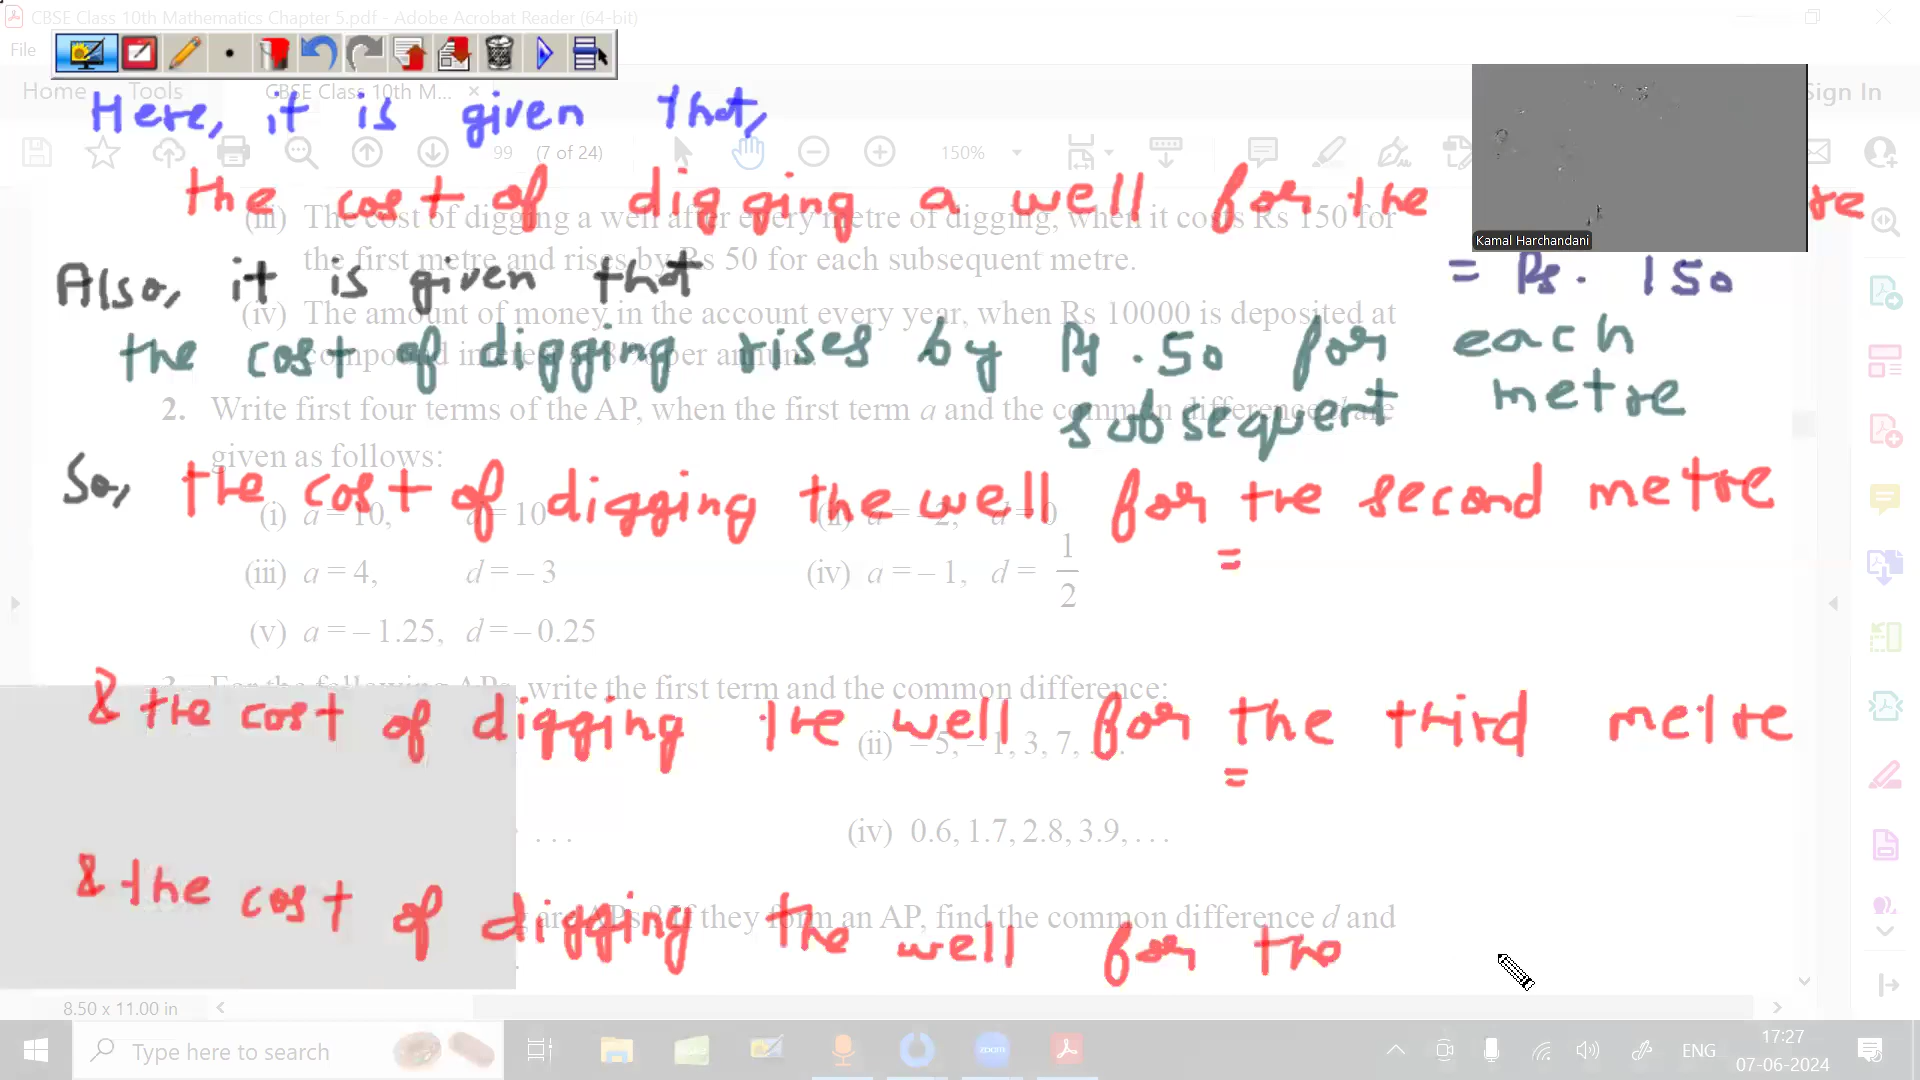 CBSE Class 10th Mathematics Chapter 5.pdf - Adobe Acrobat Reader (64-bit)
File
Home Tools CBSE Class 10th M... × Sign In
Here, it is given that,
99 (7 of 24) 150%
the cost of digging a well for the
(iii) The cost of digging a well after every metre of digging, when it costs Rs 150 for
Kamal Harchandani
the first metre and rises by Rs 50 for each subsequent metre.
Also, it is given that = Rs. 150
(iv) The amount of money in the account every year, when Rs 10000 is deposited at
the cost of digging rises by Rs. 50 for each
compound interest at 8% per annum.
subsequent metre
2. Write first four terms of the AP, when the first term a and the common difference d are
given as follows:
So, the cost of digging the well for the second metre
=
(i) a = 10, d = 10 (ii) a = –2, d = 0
(iii) a = 4, d = – 3 (iv) a = – 1, d = 1/2
(v) a = – 1.25, d = – 0.25
3. For the following APs, write the first term and the common difference:
& the cost of digging the well for the third metre
=
(ii) – 5, – 1, 3, 7, . . .
. . . (iv) 0.6, 1.7, 2.8, 3.9, . . .
& the cost of digging the well for the
are APs? If they form an AP, find the common difference d and
8.50 x 11.00 in
Type here to search
zoom
ENG
17:27
07-06-2024